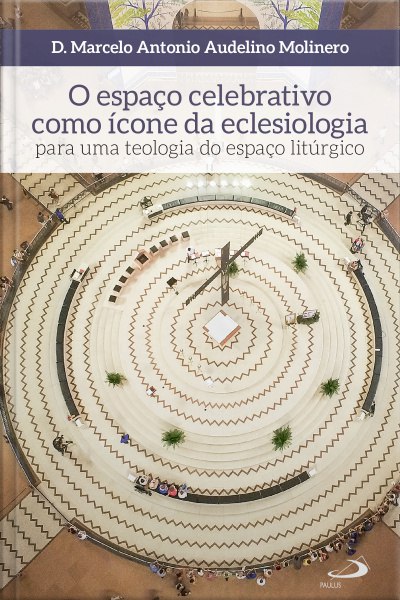 D. Marcelo Antonio Audelino Molinero
O espaço celebrativo
como ícone da eclesiologia
para uma teologia do espaço litúrgico
PAULUS